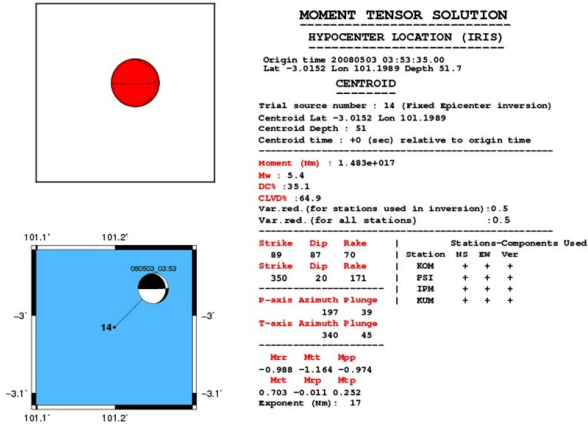 MOMENT TENSOR SOLUTION
HYPOCENTER LOCATION (IRIS)
Origin time 20080503 03:53:35.00
Lat -3.0152 Lon 101.1989 Depth 51.7
CENTROID
Trial source number : 14 (Fixed Epicenter inversion)
Centroid Lat -3.0152 Lon 101.1989
Centroid Depth : 51
Centroid time : +0 (sec) relative to origin time
Moment (Nm) : 1.483e+017
Mw : 5.4
DC% :35.1
CLVD% :64.9
Var.red.(for stations used in inversion):0.5
Var.red.(for all stations) :0.5
Strike Dip Rake | Stations-Components Used
89 87 70 | Station NS EW Ver
Strike Dip Rake | KOM + + +
350 20 171 | PSI + + +
| IPM + + +
P-axis Azimuth Plunge | KUM + + +
197 39
T-axis Azimuth Plunge
340 45
Mrr Mtt Mpp
-0.988 -1.164 -0.974
Mrt Mrp Mtp
0.703 -0.011 0.252
Exponent (Nm): 17
101.1° 101.2°
080503_03:53
-3° 14 -3°
-3.1° -3.1°
101.1° 101.2°